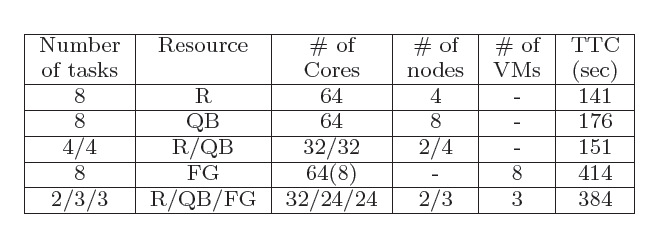 Number Resource # of # of # of TTC
of tasks Cores nodes VMs (sec)
8 R 64 4 - 141
8 QB 64 8 - 176
4/4 R/QB 32/32 2/4 - 151
8 FG 64(8) - 8 414
2/3/3 R/QB/FG 32/24/24 2/3 3 384